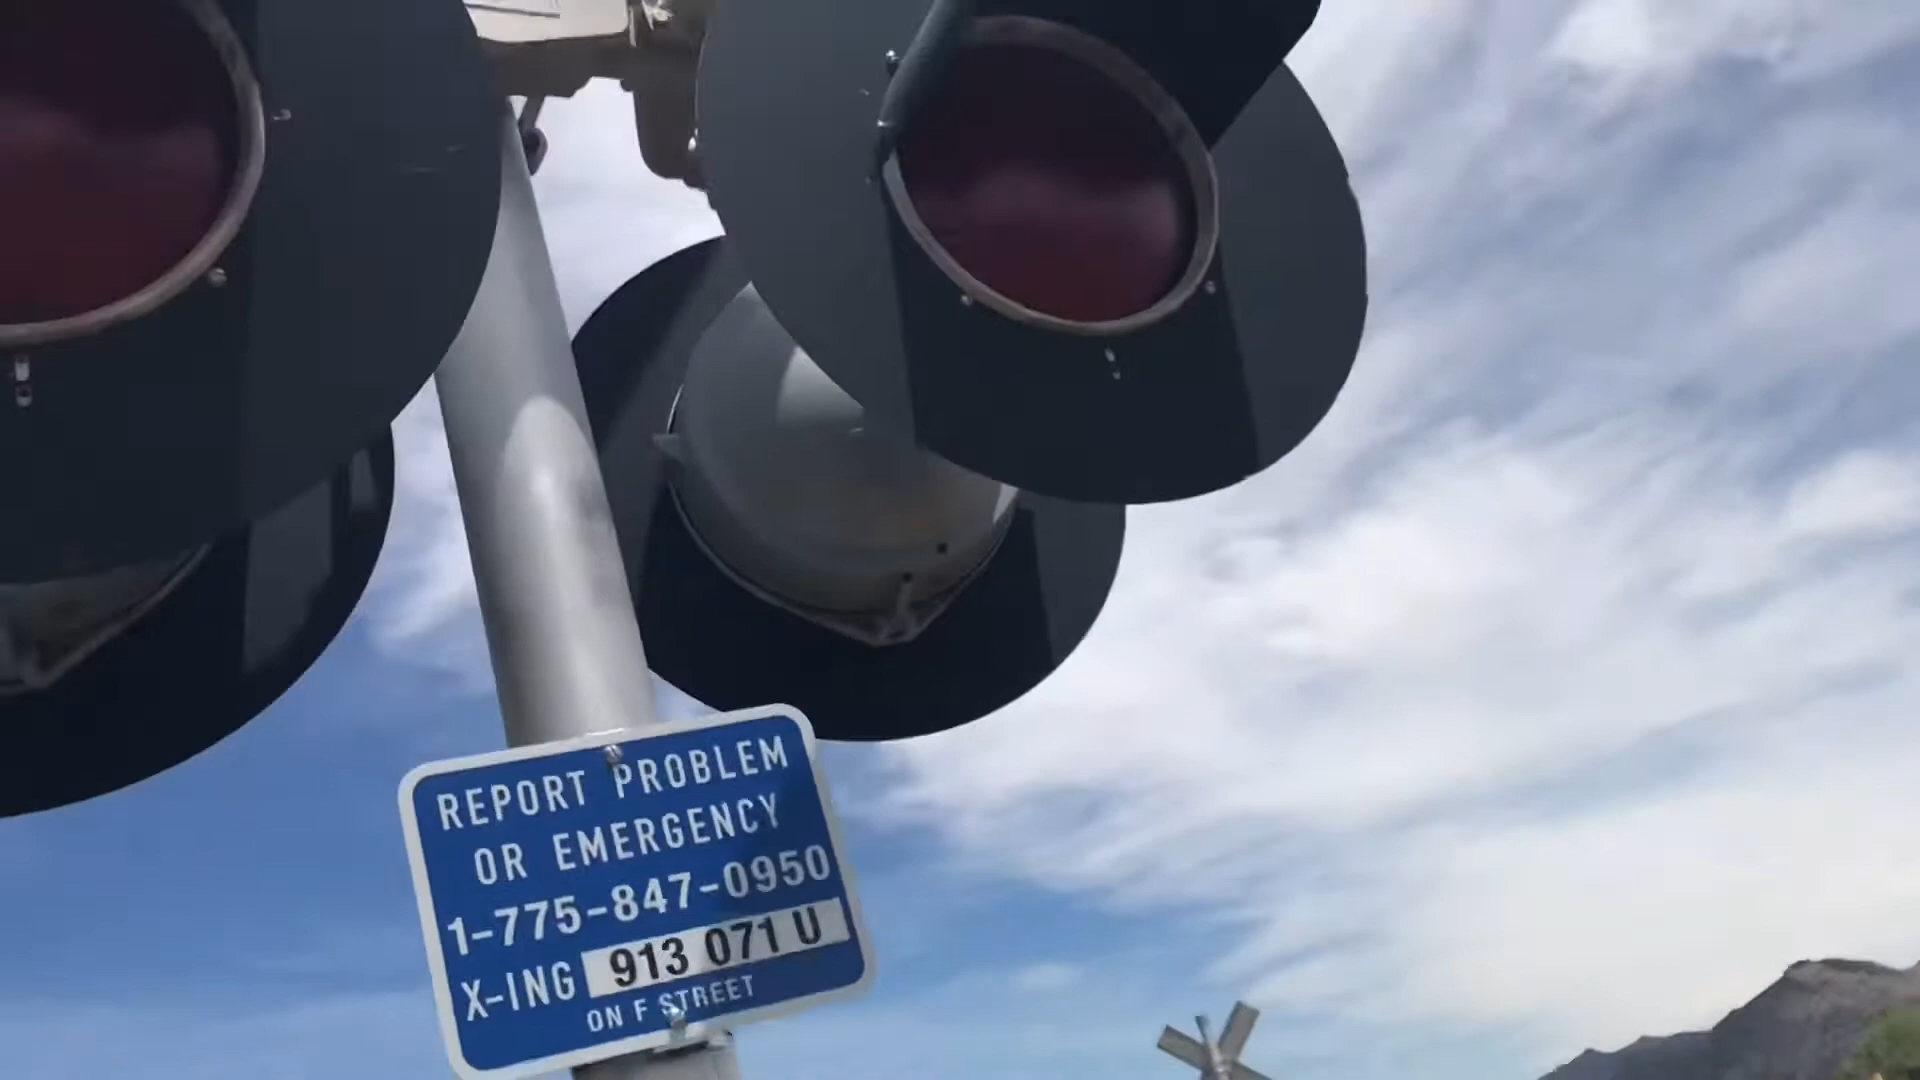 REPORT PROBLEM
OR EMERGENCY
1-775-847-0950
X-ING 913 071 U
ON F STREET